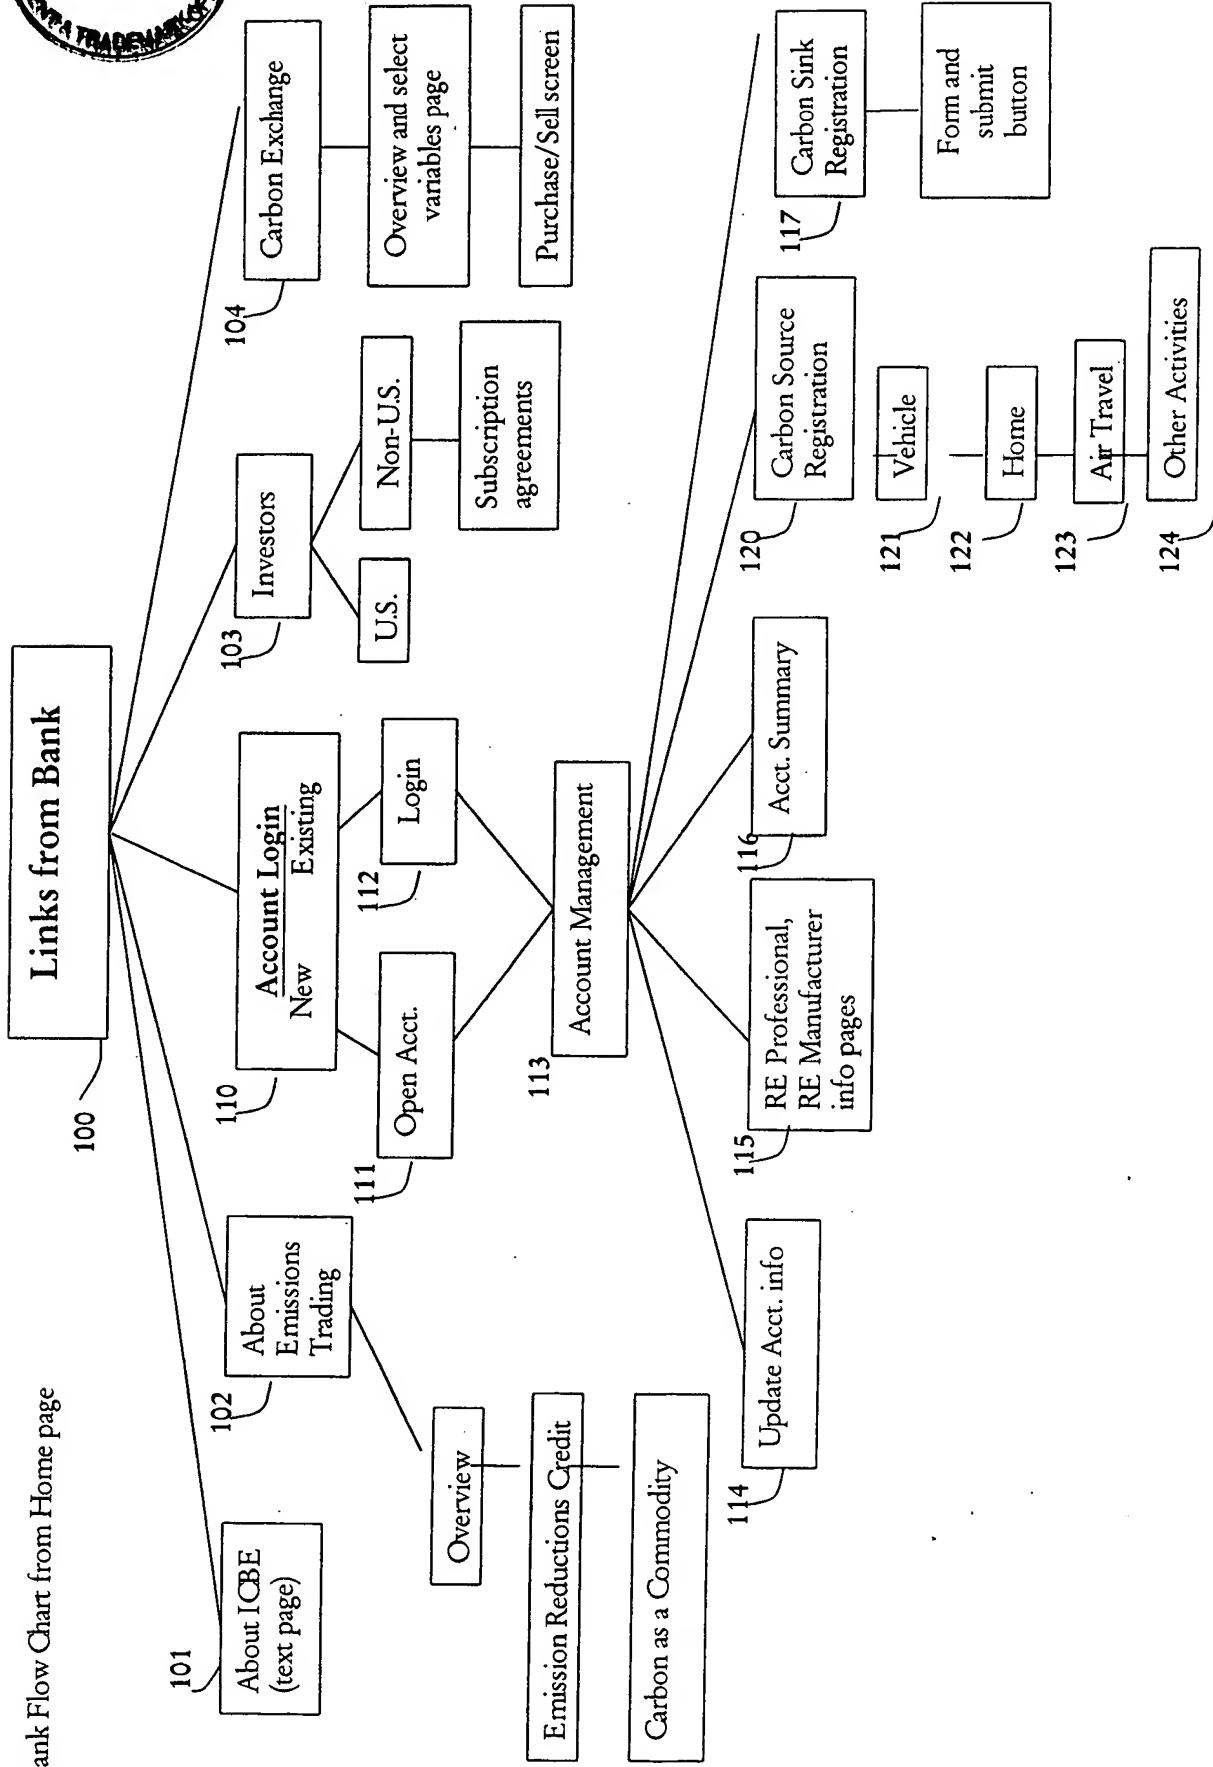 ank Flow Chart from Home page
TRADEMARK OF
Links from Bank
100
101
About ICBE
(text page)
102
About
Emissions
Trading
Overview
Emission Reductions Credit
Carbon as a Commodity
110
Account Login
New Existing
111
Open Acct.
112
Login
103
Investors
U.S.
Non-U.S.
Subscription
agreements
104
Carbon Exchange
Overview and select
variables page
Purchase/Sell screen
113
Account Management
114
Update Acct. info
115
RE Professional,
RE Manufacturer
info pages
116
Acct. Summary
120
Carbon Source
Registration
121
Vehicle
122
Home
123
Air Travel
124
Other Activities
117
Carbon Sink
Registration
Form and
submit
button